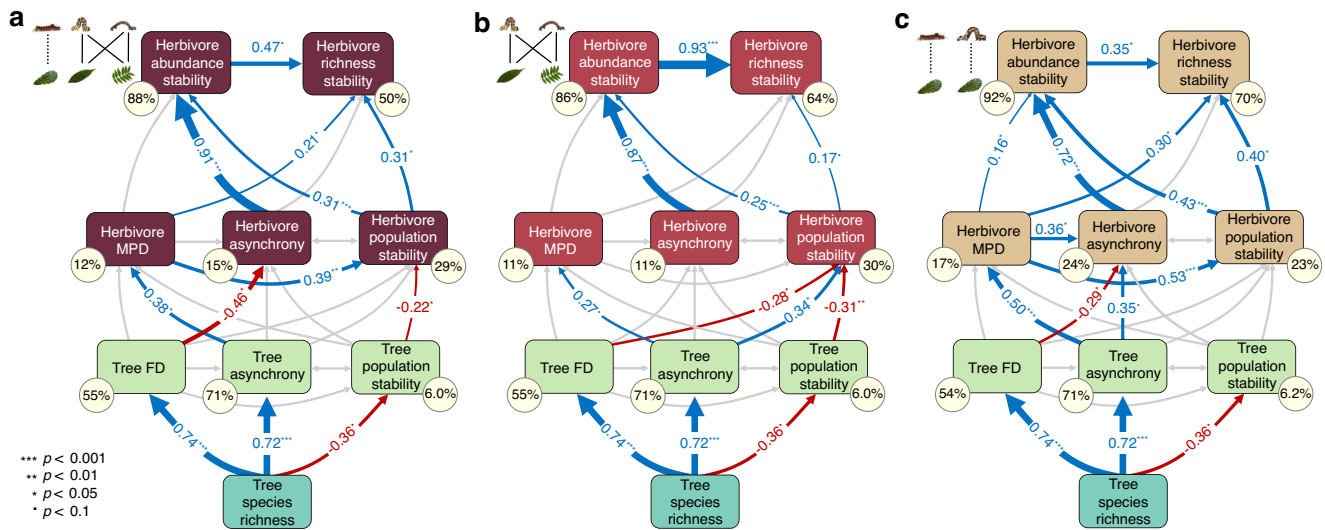 a
Herbivore
abundance
stability
0.47*
Herbivore
richness
stability
88%
50%
0.91***
0.21*
0.31*
0.31***
Herbivore
MPD
Herbivore
asynchrony
Herbivore
population
stability
12%
15%
29%
0.39**
0.38*
-0.46*
-0.22*
Tree FD
Tree
asynchrony
Tree
population
stability
55%
71%
6.0%
0.74***
0.72***
-0.36*
Tree
species
richness
*** p < 0.001
** p < 0.01
* p < 0.05
▪ p < 0.1
b
Herbivore
abundance
stability
0.93***
Herbivore
richness
stability
86%
64%
0.87***
0.17*
0.25***
Herbivore
MPD
Herbivore
asynchrony
Herbivore
population
stability
11%
11%
30%
0.27*
-0.28*
0.34*
-0.31**
Tree FD
Tree
asynchrony
Tree
population
stability
55%
71%
6.0%
0.74***
0.72***
-0.36*
Tree
species
richness
c
Herbivore
abundance
stability
0.35*
Herbivore
richness
stability
92%
70%
0.16*
0.72***
0.30*
0.40*
0.43***
Herbivore
MPD
0.36*
Herbivore
asynchrony
Herbivore
population
stability
17%
24%
23%
0.53***
0.50***
-0.29*
0.35*
Tree FD
Tree
asynchrony
Tree
population
stability
54%
71%
6.2%
0.74***
0.72***
-0.36*
Tree
species
richness